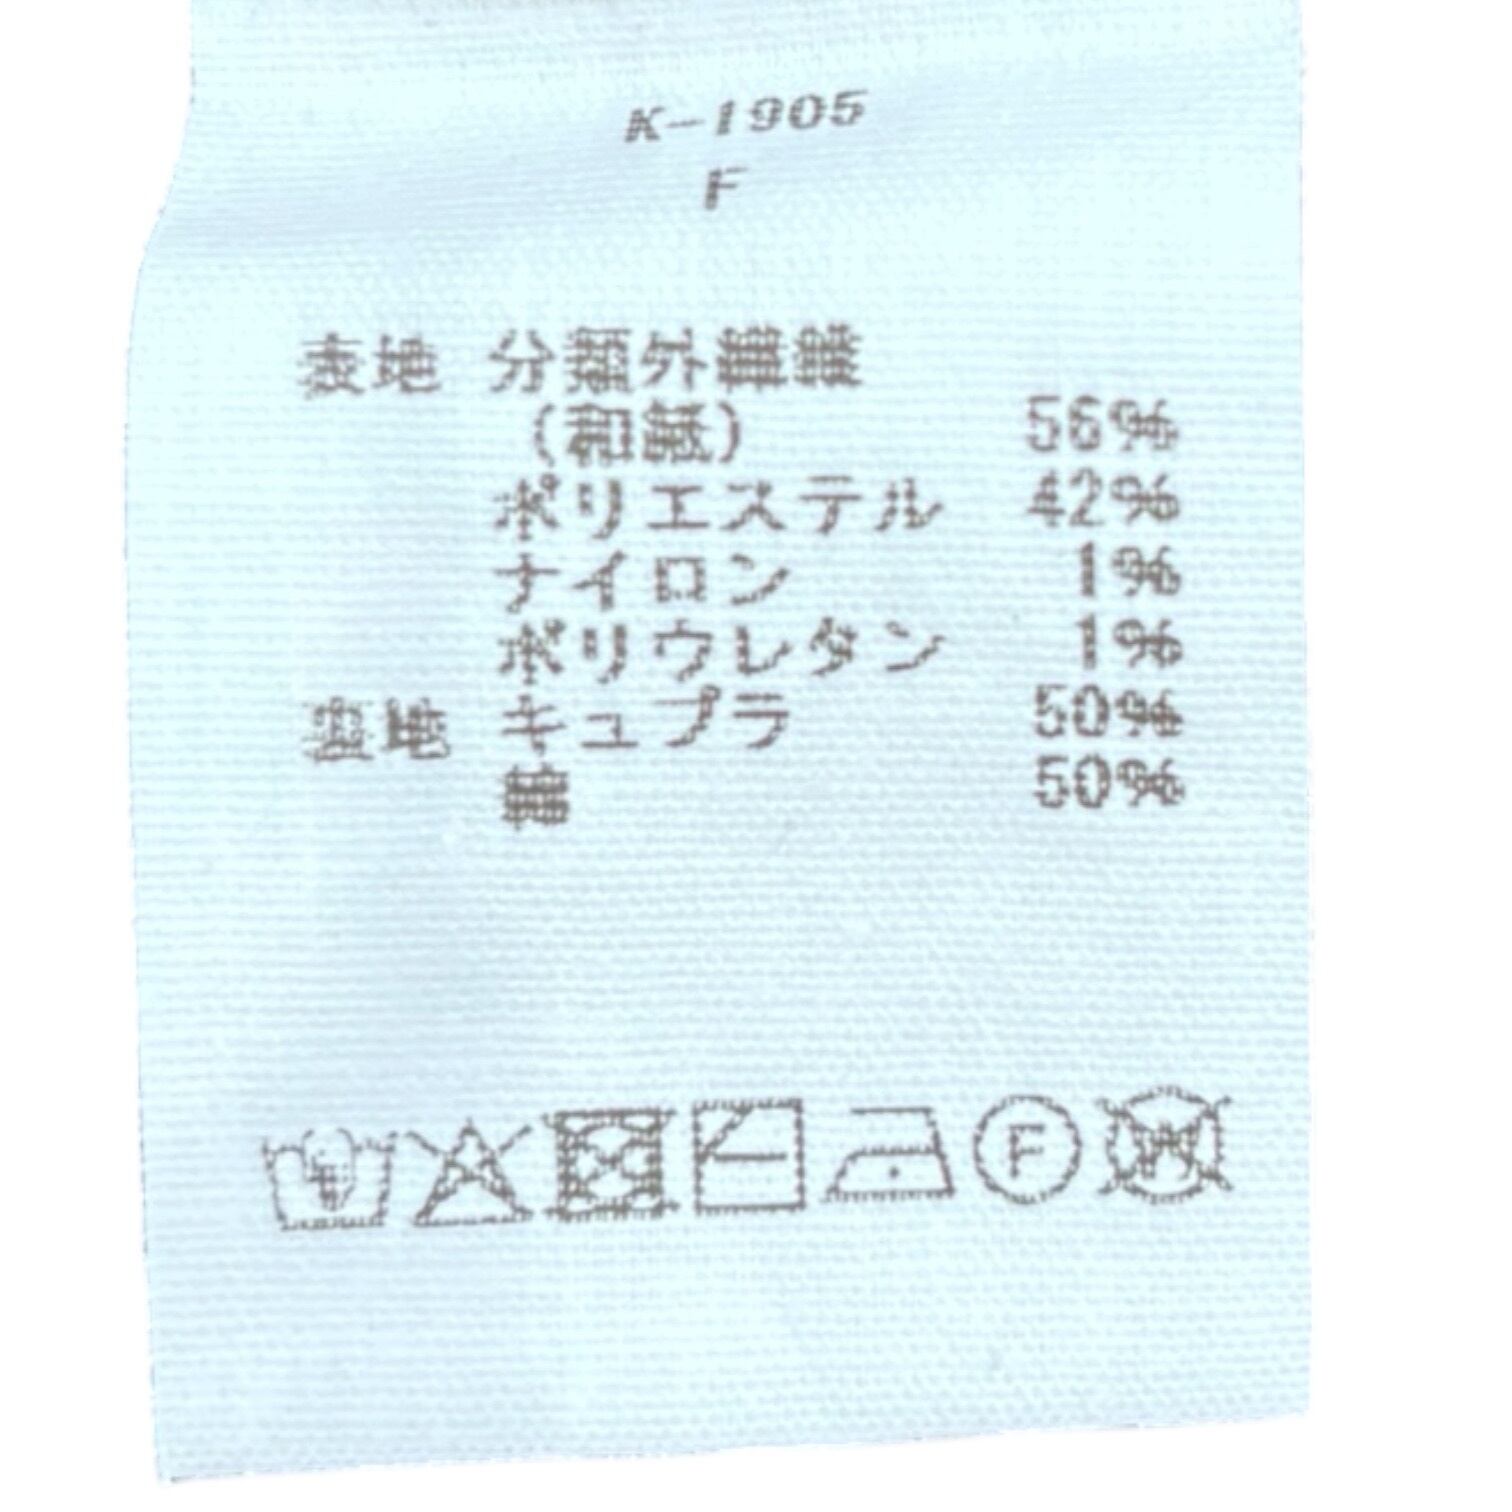 K-1905
F
表地 分類外繊維
(和紙) 56%
ポリエステル 42%
ナイロン 1%
ポリウレタン 1%
裏地 キュプラ 50%
綿 50%
F
W